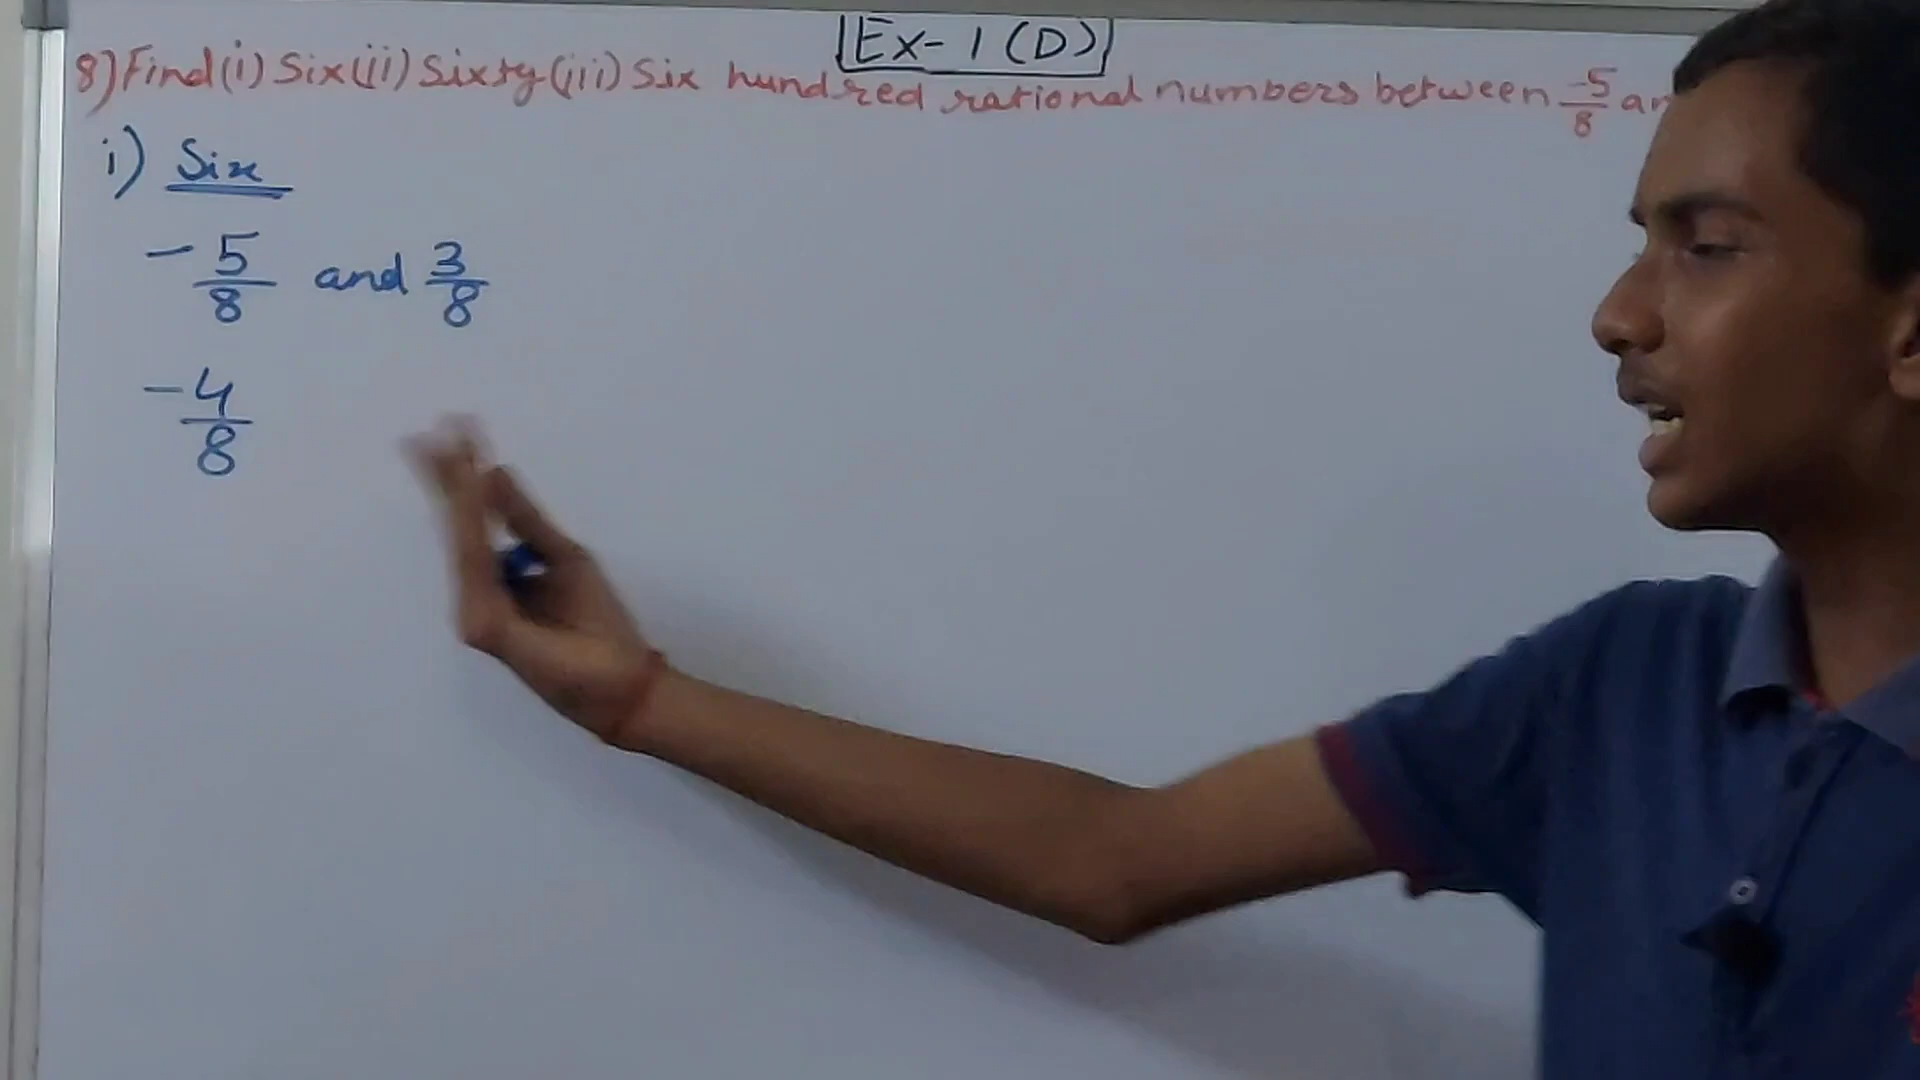 Ex- 1 (D)
8) Find (i) Six (ii) Sixty (iii) Six hundred rational numbers between -5/8
i) Six
- 5/8 and 3/8
- 4/8